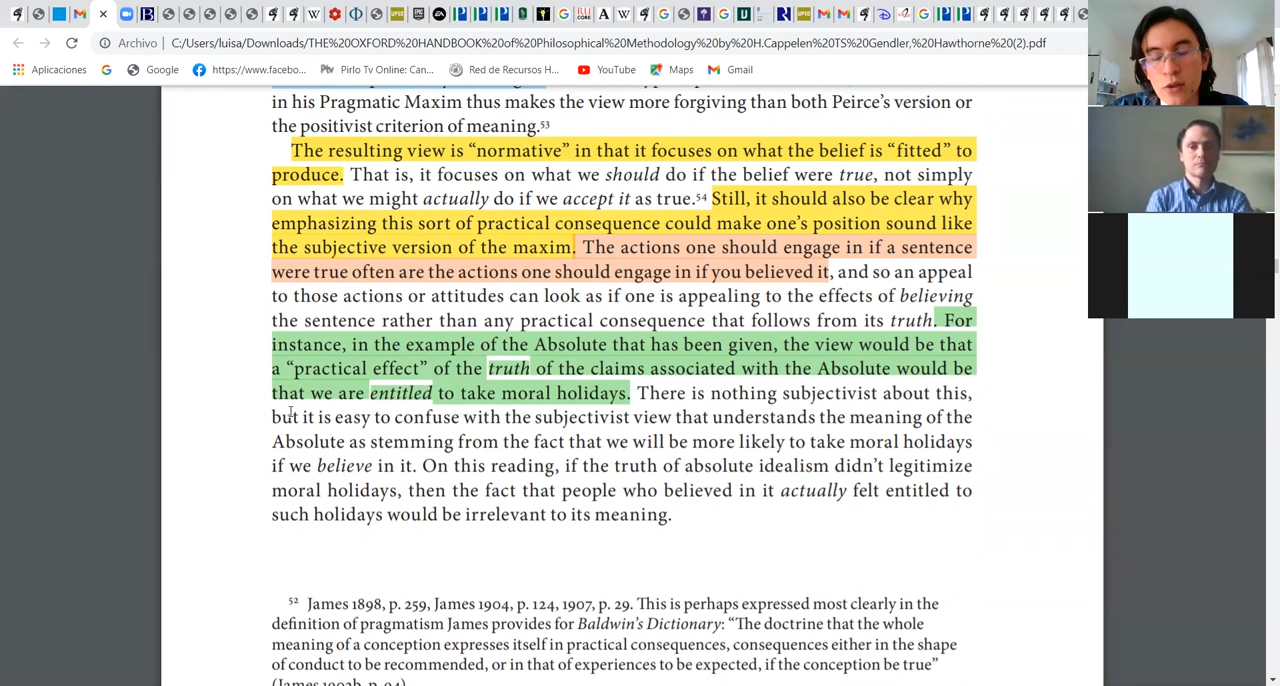 Archivo
C:/Users/luisa/Downloads/THE%20OXFORD%20HANDBOOK%20of%20Philosophical%20Methodology%20by%20H.Cappelen%20TS%20Gendler,%20Hawthorne%20(2).pdf
Aplicaciones
Google
https://www.facebo...
Pirlo Tv Online: Can...
Red de Recursos H...
YouTube
Maps
Gmail
in his Pragmatic Maxim thus makes the view more forgiving than both Peirce's version or
the positivist criterion of meaning.53
The resulting view is “normative” in that it focuses on what the belief is “fitted” to
produce. That is, it focuses on what we should do if the belief were true, not simply
on what we might actually do if we accept it as true.54 Still, it should also be clear why
emphasizing this sort of practical consequence could make one's position sound like
the subjective version of the maxim. The actions one should engage in if a sentence
were true often are the actions one should engage in if you believed it, and so an appeal
to those actions or attitudes can look as if one is appealing to the effects of believing
the sentence rather than any practical consequence that follows from its truth. For
instance, in the example of the Absolute that has been given, the view would be that
a “practical effect” of the truth of the claims associated with the Absolute would be
that we are entitled to take moral holidays. There is nothing subjectivist about this,
but it is easy to confuse with the subjectivist view that understands the meaning of the
Absolute as stemming from the fact that we will be more likely to take moral holidays
if we believe in it. On this reading, if the truth of absolute idealism didn't legitimize
moral holidays, then the fact that people who believed in it actually felt entitled to
such holidays would be irrelevant to its meaning.
52 James 1898, p. 259, James 1904, p. 124, 1907, p. 29. This is perhaps expressed most clearly in the
definition of pragmatism James provides for Baldwin's Dictionary: “The doctrine that the whole
meaning of a conception expresses itself in practical consequences, consequences either in the shape
of conduct to be recommended, or in that of experiences to be expected, if the conception be true”
(James 1902b, p. 94).